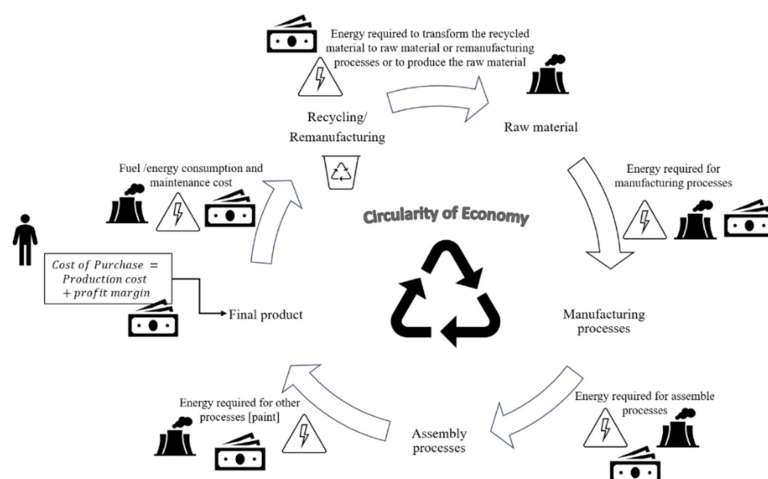 Energy required to transform the recycled
material to raw material or remanufacturing
processes or to produce the raw material
Recycling/
Remanufacturing
Raw material
Fuel /energy consumption and
maintenance cost
Energy required for
manufacturing processes
Circularity of Economy
Cost of Purchase =
Production cost
+ profit margin
Final product
Manufacturing
processes
Energy required for other
processes [paint]
Energy required for assemble
processes
Assembly
processes